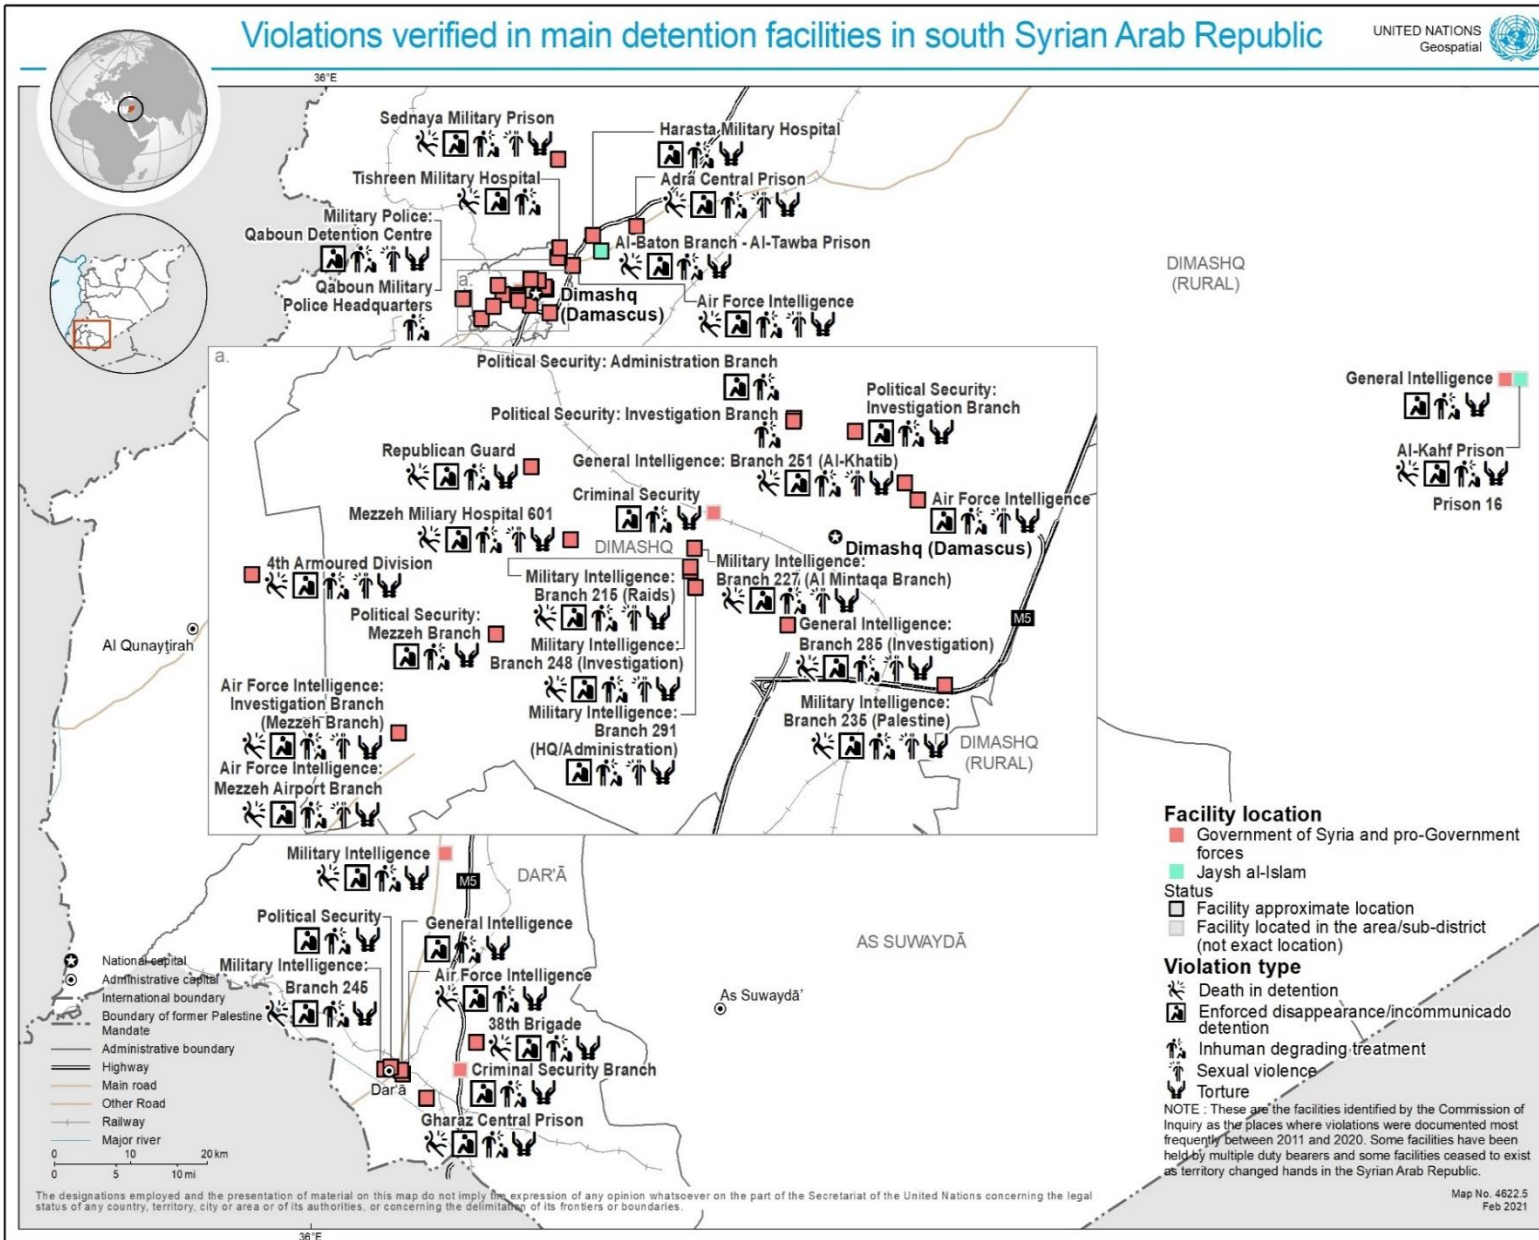 Violations verified in main detention facilities in south Syrian Arab Republic
UNITED NATIONS
Geospatial
36°E
Sednaya Military Prison
Harasta Military Hospital
Tishreen Military Hospital
Adra Central Prison
Military Police:
Qaboun Detention Centre
Al-Baton Branch - Al-Tawba Prison
Qaboun Military
Police Headquarters
a.
Dimashq
(Damascus)
Air Force Intelligence
DIMASHQ
(RURAL)
a.
Political Security: Administration Branch
Political Security: Investigation Branch
Political Security:
Investigation Branch
General Intelligence
Al-Kahf Prison
Prison 16
Republican Guard
General Intelligence: Branch 251 (Al-Khatib)
Criminal Security
Air Force Intelligence
Mezzeh Miliary Hospital 601
DIMASHQ
Dimashq (Damascus)
4th Armoured Division
Military Intelligence:
Branch 215 (Raids)
Military Intelligence:
Branch 227 (Al Mintaqa Branch)
Political Security:
Mezzeh Branch
M5
Al Qunayţirah
Military Intelligence:
Branch 248 (Investigation)
General Intelligence:
Branch 285 (Investigation)
Air Force Intelligence:
Investigation Branch
(Mezzeh Branch)
Military Intelligence:
Branch 291
(HQ/Administration)
Military Intelligence:
Branch 235 (Palestine)
DIMASHQ
(RURAL)
Air Force Intelligence:
Mezzeh Airport Branch
Military Intelligence
M5
DAR'Ā
Political Security
General Intelligence
AS SUWAYDĀ
Military Intelligence:
Branch 245
Air Force Intelligence
As Suwaydā'
38th Brigade
Criminal Security Branch
Dar'ā
Gharaz Central Prison
Facility location
Government of Syria and pro-Government
forces
Jaysh al-Islam
Status
Facility approximate location
Facility located in the area/sub-district
(not exact location)
Violation type
Death in detention
Enforced disappearance/incommunicado
detention
Inhuman degrading treatment
Sexual violence
Torture
NOTE : These are the facilities identified by the Commission of
Inquiry as the places where violations were documented most
frequently between 2011 and 2020. Some facilities have been
held by multiple duty bearers and some facilities ceased to exist
as territory changed hands in the Syrian Arab Republic.
National capital
Administrative capital
International boundary
Boundary of former Palestine
Mandate
Administrative boundary
Highway
Main road
Other Road
Railway
Major river
0 10 20 km
0 5 10 mi
The designations employed and the presentation of material on this map do not imply the expression of any opinion whatsoever on the part of the Secretariat of the United Nations concerning the legal
status of any country, territory, city or area or of its authorities, or concerning the delimitation of its frontiers or boundaries.
Map No. 4622.5
Feb 2021
36°E